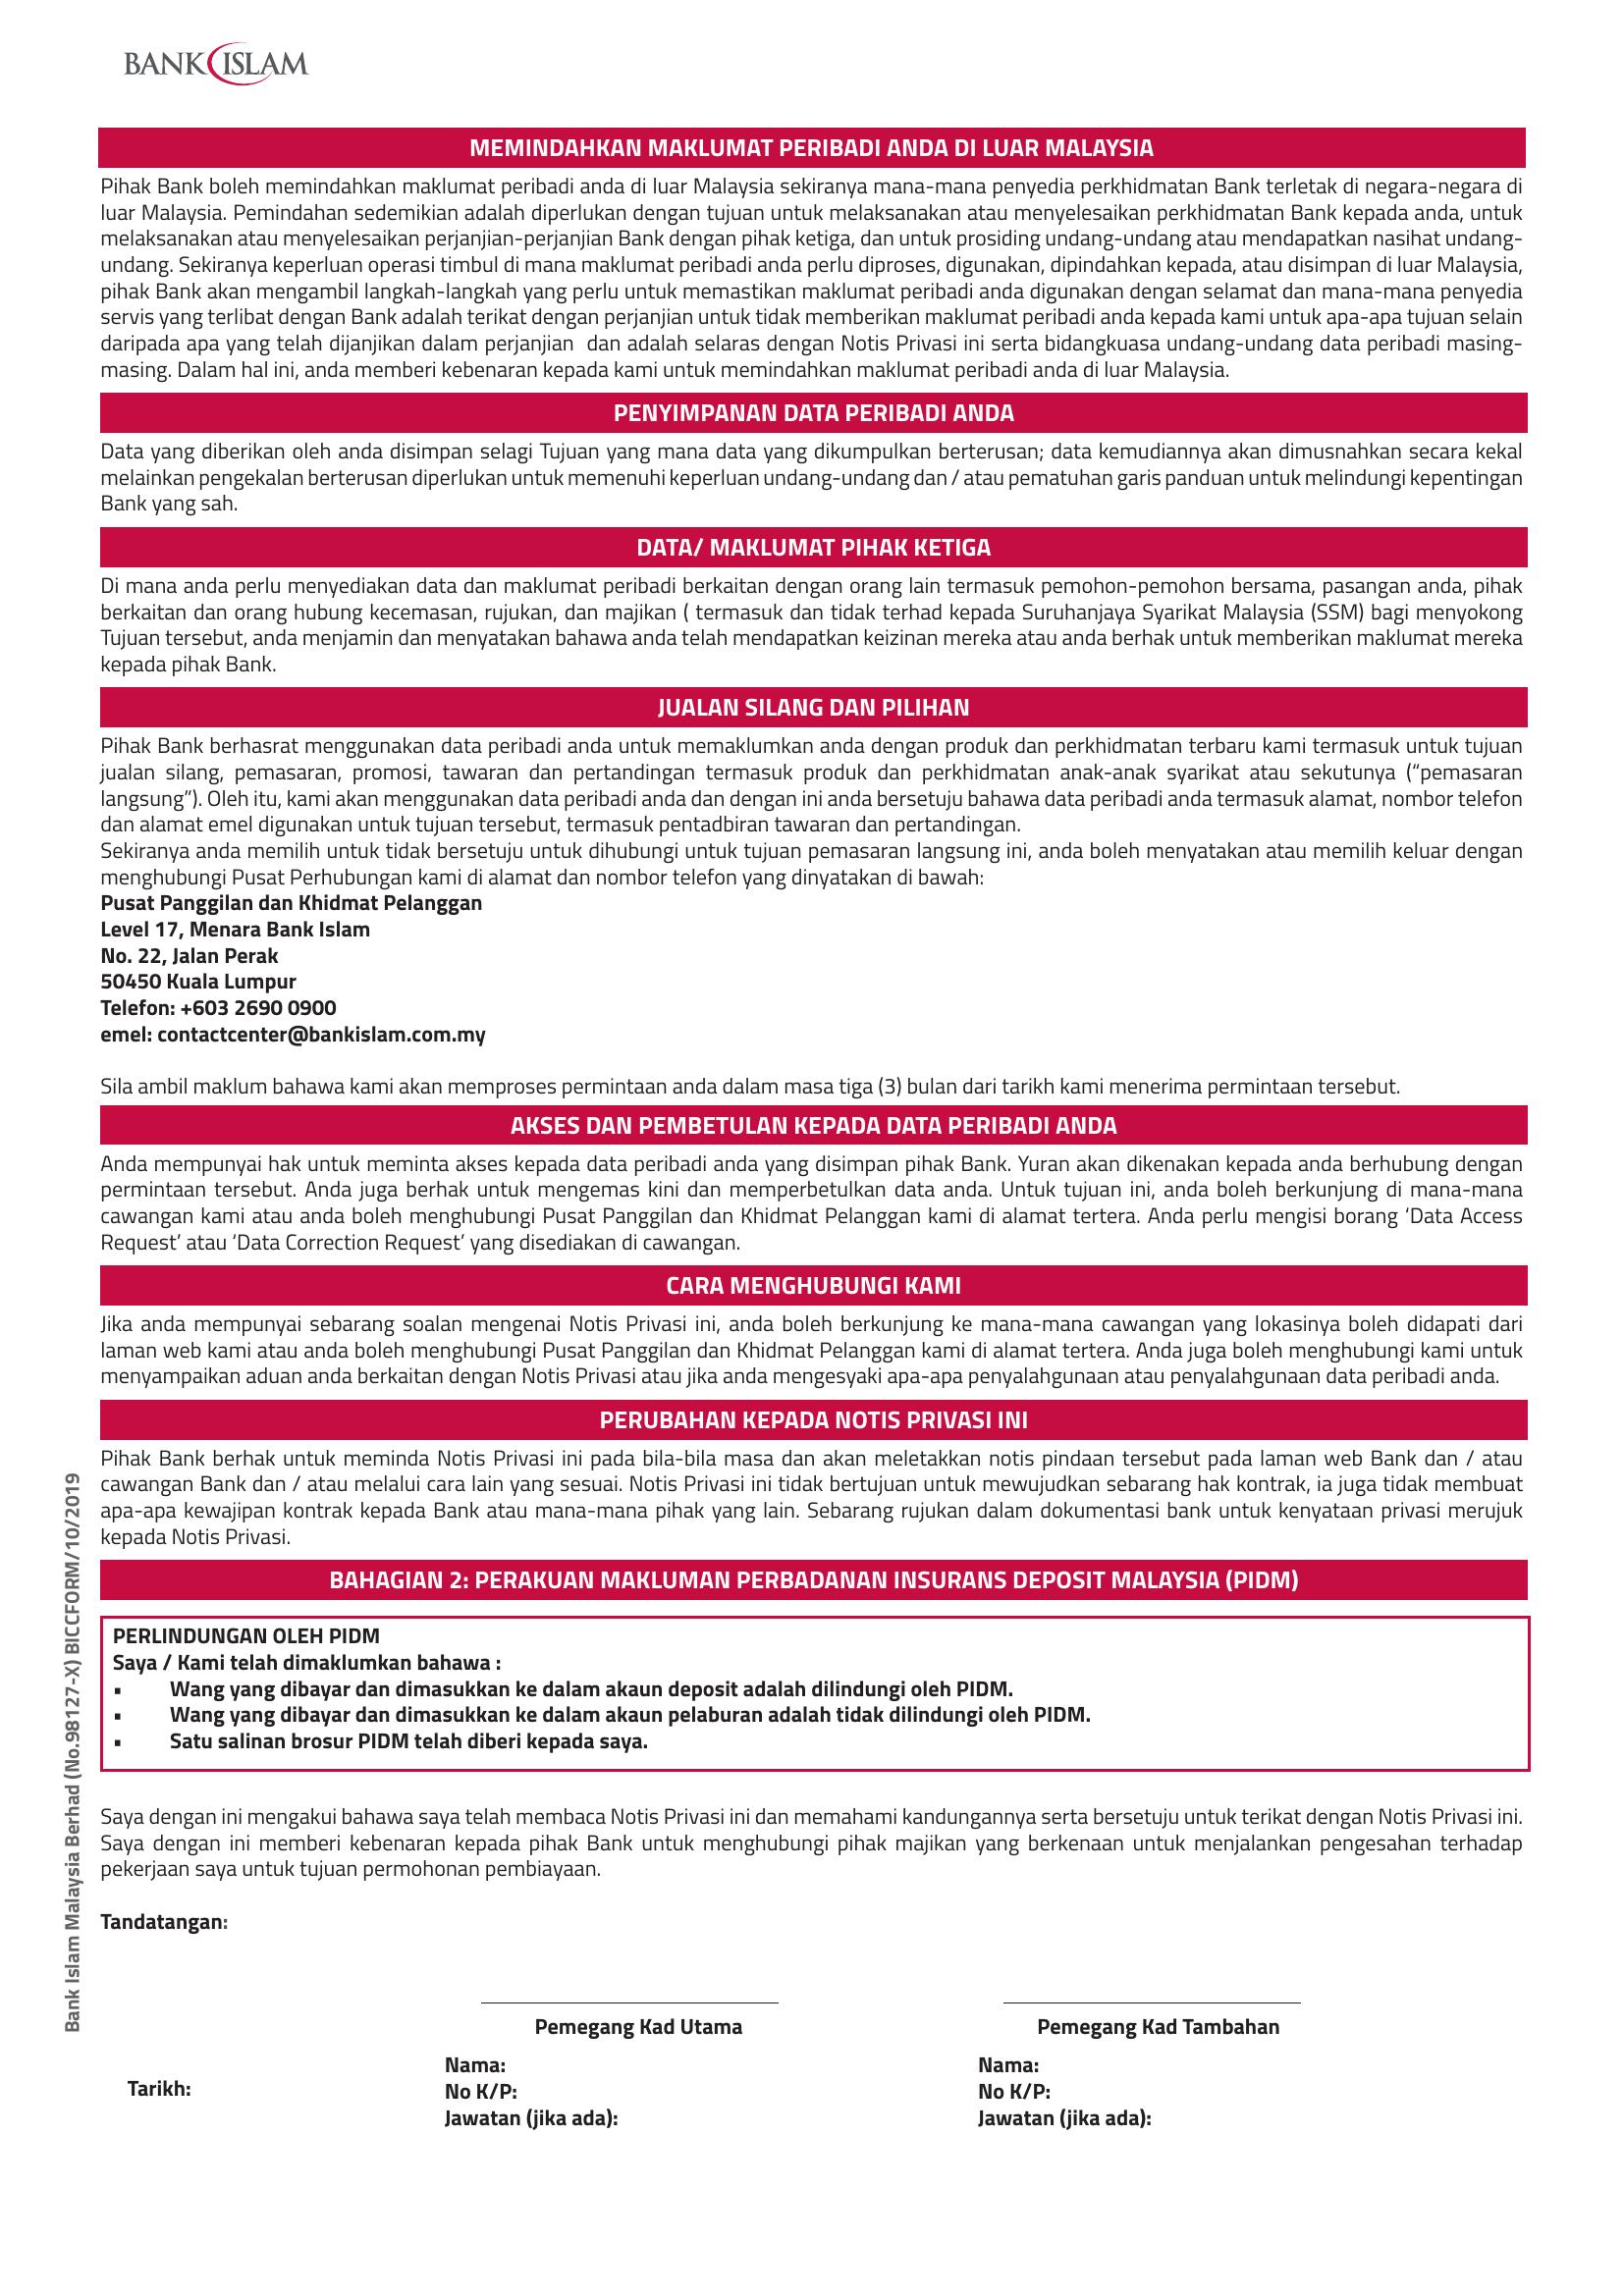 BANK ISLAM
MEMINDAHKAN MAKLUMAT PERIBADI ANDA DI LUAR MALAYSIA
Pihak Bank boleh memindahkan maklumat peribadi anda di luar Malaysia sekiranya mana-mana penyedia perkhidmatan Bank terletak di negara-negara di
luar Malaysia. Pemindahan sedemikian adalah diperlukan dengan tujuan untuk melaksanakan atau menyelesaikan perkhidmatan Bank kepada anda, untuk
melaksanakan atau menyelesaikan perjanjian-perjanjian Bank dengan pihak ketiga, dan untuk prosiding undang-undang atau mendapatkan nasihat undang-
undang. Sekiranya keperluan operasi timbul di mana maklumat peribadi anda perlu diproses, digunakan, dipindahkan kepada, atau disimpan di luar Malaysia,
pihak Bank akan mengambil langkah-langkah yang perlu untuk memastikan maklumat peribadi anda digunakan dengan selamat dan mana-mana penyedia
servis yang terlibat dengan Bank adalah terikat dengan perjanjian untuk tidak memberikan maklumat peribadi anda kepada kami untuk apa-apa tujuan selain
daripada apa yang telah dijanjikan dalam perjanjian  dan adalah selaras dengan Notis Privasi ini serta bidangkuasa undang-undang data peribadi masing-
masing. Dalam hal ini, anda memberi kebenaran kepada kami untuk memindahkan maklumat peribadi anda di luar Malaysia.
PENYIMPANAN DATA PERIBADI ANDA
Data yang diberikan oleh anda disimpan selagi Tujuan yang mana data yang dikumpulkan berterusan; data kemudiannya akan dimusnahkan secara kekal
melainkan pengekalan berterusan diperlukan untuk memenuhi keperluan undang-undang dan / atau pematuhan garis panduan untuk melindungi kepentingan
Bank yang sah.
DATA/ MAKLUMAT PIHAK KETIGA
Di mana anda perlu menyediakan data dan maklumat peribadi berkaitan dengan orang lain termasuk pemohon-pemohon bersama, pasangan anda, pihak
berkaitan dan orang hubung kecemasan, rujukan, dan majikan ( termasuk dan tidak terhad kepada Suruhanjaya Syarikat Malaysia (SSM) bagi menyokong
Tujuan tersebut, anda menjamin dan menyatakan bahawa anda telah mendapatkan keizinan mereka atau anda berhak untuk memberikan maklumat mereka
kepada pihak Bank.
JUALAN SILANG DAN PILIHAN
Pihak Bank berhasrat menggunakan data peribadi anda untuk memaklumkan anda dengan produk dan perkhidmatan terbaru kami termasuk untuk tujuan
jualan silang, pemasaran, promosi, tawaran dan pertandingan termasuk produk dan perkhidmatan anak-anak syarikat atau sekutunya (“pemasaran
langsung”). Oleh itu, kami akan menggunakan data peribadi anda dan dengan ini anda bersetuju bahawa data peribadi anda termasuk alamat, nombor telefon
dan alamat emel digunakan untuk tujuan tersebut, termasuk pentadbiran tawaran dan pertandingan.
Sekiranya anda memilih untuk tidak bersetuju untuk dihubungi untuk tujuan pemasaran langsung ini, anda boleh menyatakan atau memilih keluar dengan
menghubungi Pusat Perhubungan kami di alamat dan nombor telefon yang dinyatakan di bawah:
Pusat Panggilan dan Khidmat Pelanggan
Level 17, Menara Bank Islam
No. 22, Jalan Perak
50450 Kuala Lumpur
Telefon: +603 2690 0900
emel: contactcenter@bankislam.com.my
Sila ambil maklum bahawa kami akan memproses permintaan anda dalam masa tiga (3) bulan dari tarikh kami menerima permintaan tersebut.
AKSES DAN PEMBETULAN KEPADA DATA PERIBADI ANDA
Anda mempunyai hak untuk meminta akses kepada data peribadi anda yang disimpan pihak Bank. Yuran akan dikenakan kepada anda berhubung dengan
permintaan tersebut. Anda juga berhak untuk mengemas kini dan memperbetulkan data anda. Untuk tujuan ini, anda boleh berkunjung di mana-mana
cawangan kami atau anda boleh menghubungi Pusat Panggilan dan Khidmat Pelanggan kami di alamat tertera. Anda perlu mengisi borang ‘Data Access
Request’ atau ‘Data Correction Request’ yang disediakan di cawangan.
CARA MENGHUBUNGI KAMI
Jika anda mempunyai sebarang soalan mengenai Notis Privasi ini, anda boleh berkunjung ke mana-mana cawangan yang lokasinya boleh didapati dari
laman web kami atau anda boleh menghubungi Pusat Panggilan dan Khidmat Pelanggan kami di alamat tertera. Anda juga boleh menghubungi kami untuk
menyampaikan aduan anda berkaitan dengan Notis Privasi atau jika anda mengesyaki apa-apa penyalahgunaan atau penyalahgunaan data peribadi anda.
PERUBAHAN KEPADA NOTIS PRIVASI INI
Pihak Bank berhak untuk meminda Notis Privasi ini pada bila-bila masa dan akan meletakkan notis pindaan tersebut pada laman web Bank dan / atau
cawangan Bank dan / atau melalui cara lain yang sesuai. Notis Privasi ini tidak bertujuan untuk mewujudkan sebarang hak kontrak, ia juga tidak membuat
apa-apa kewajipan kontrak kepada Bank atau mana-mana pihak yang lain. Sebarang rujukan dalam dokumentasi bank untuk kenyataan privasi merujuk
kepada Notis Privasi.
BAHAGIAN 2: PERAKUAN MAKLUMAN PERBADANAN INSURANS DEPOSIT MALAYSIA (PIDM)
PERLINDUNGAN OLEH PIDM
Saya / Kami telah dimaklumkan bahawa :
▪ Wang yang dibayar dan dimasukkan ke dalam akaun deposit adalah dilindungi oleh PIDM.
▪ Wang yang dibayar dan dimasukkan ke dalam akaun pelaburan adalah tidak dilindungi oleh PIDM.
▪ Satu salinan brosur PIDM telah diberi kepada saya.
Saya dengan ini mengakui bahawa saya telah membaca Notis Privasi ini dan memahami kandungannya serta bersetuju untuk terikat dengan Notis Privasi ini.
Saya dengan ini memberi kebenaran kepada pihak Bank untuk menghubungi pihak majikan yang berkenaan untuk menjalankan pengesahan terhadap
pekerjaan saya untuk tujuan permohonan pembiayaan.
Tandatangan:
Pemegang Kad Utama
Pemegang Kad Tambahan
Tarikh:
Nama:
No K/P:
Jawatan (jika ada):
Nama:
No K/P:
Jawatan (jika ada):
Bank Islam Malaysia Berhad (No.98127-X) BICCFORM/10/2019